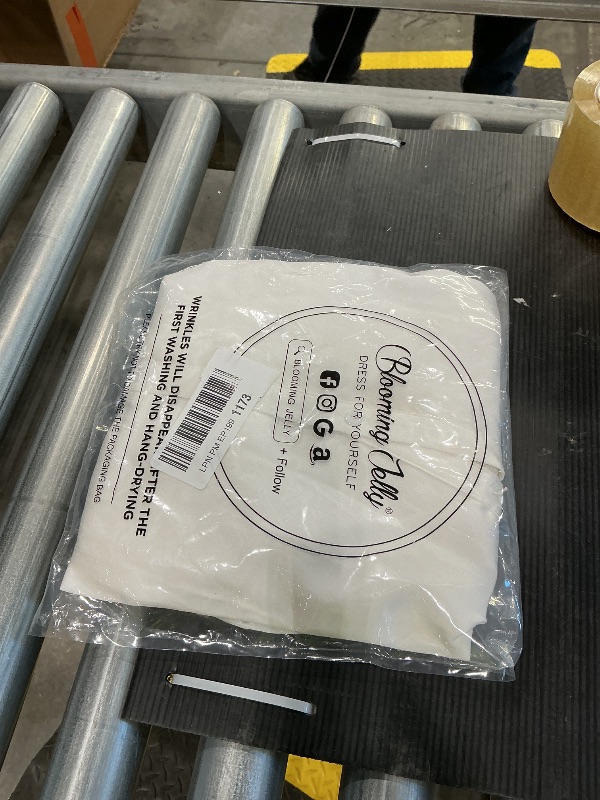 Blooming Jelly®
DRESS FOR YOURSELF
f G a
BLOOMING JELLY + Follow
1173
WRINKLES WILL DISAPPEAR AFTER THE
FIRST WASHING AND HANG-DRYING
THE PACKAGING BAG